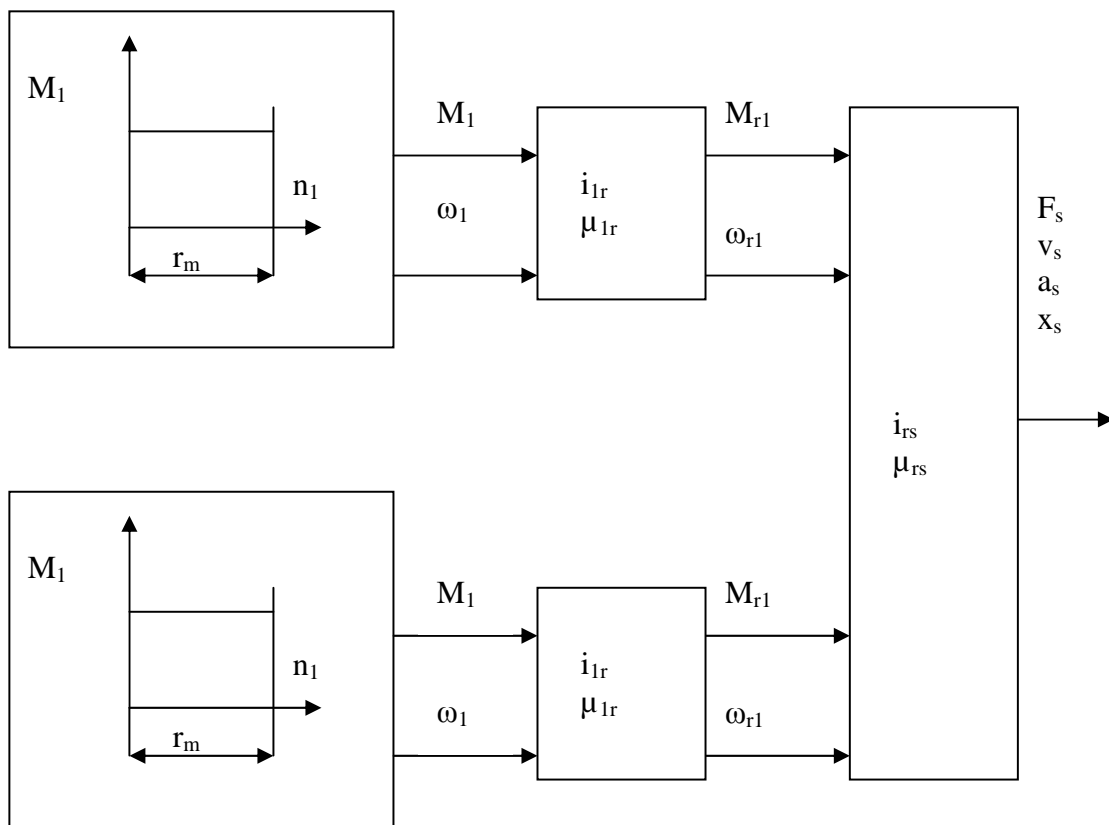 M₁
n₁
rₘ
M₁
ω₁
i₁ᵣ
µ₁ᵣ
Mᵣ₁
ωᵣ₁
Fₛ
vₛ
aₛ
xₛ
iᵣₛ
µᵣₛ
M₁
n₁
rₘ
M₁
ω₁
i₁ᵣ
µ₁ᵣ
Mᵣ₁
ωᵣ₁